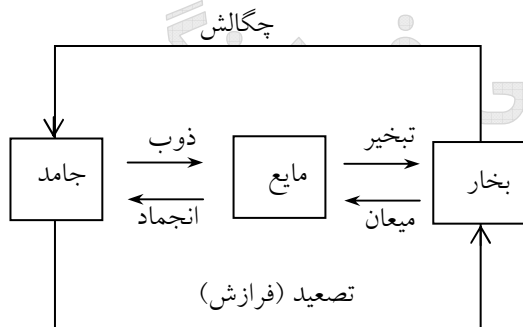 چگالش
ذوب
تبخیر
جامد
مایع
بخار
انجماد
میعان
تصعید (فرازش)